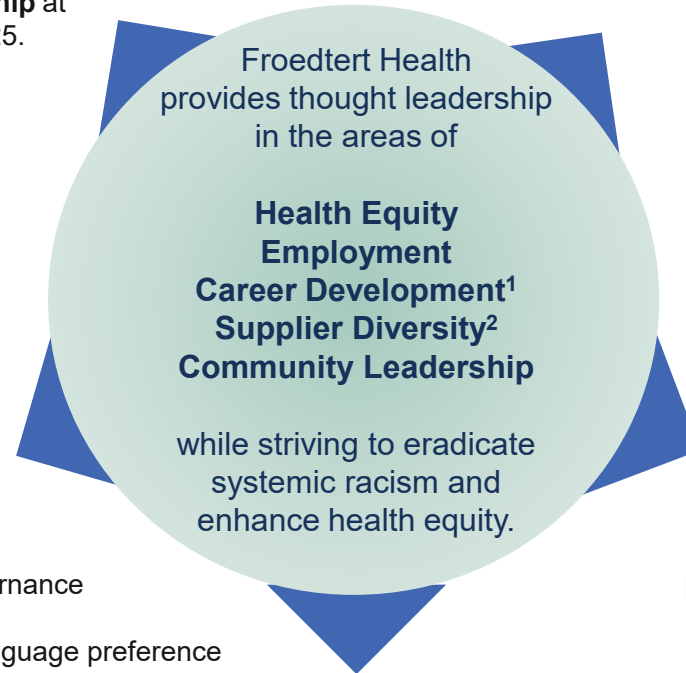 hip at
25.
Froedtert Health
provides thought leadership
in the areas of
Health Equity
Employment
Career Development¹
Supplier Diversity²
Community Leadership
while striving to eradicate
systemic racism and
enhance health equity.
rnance
guage preference